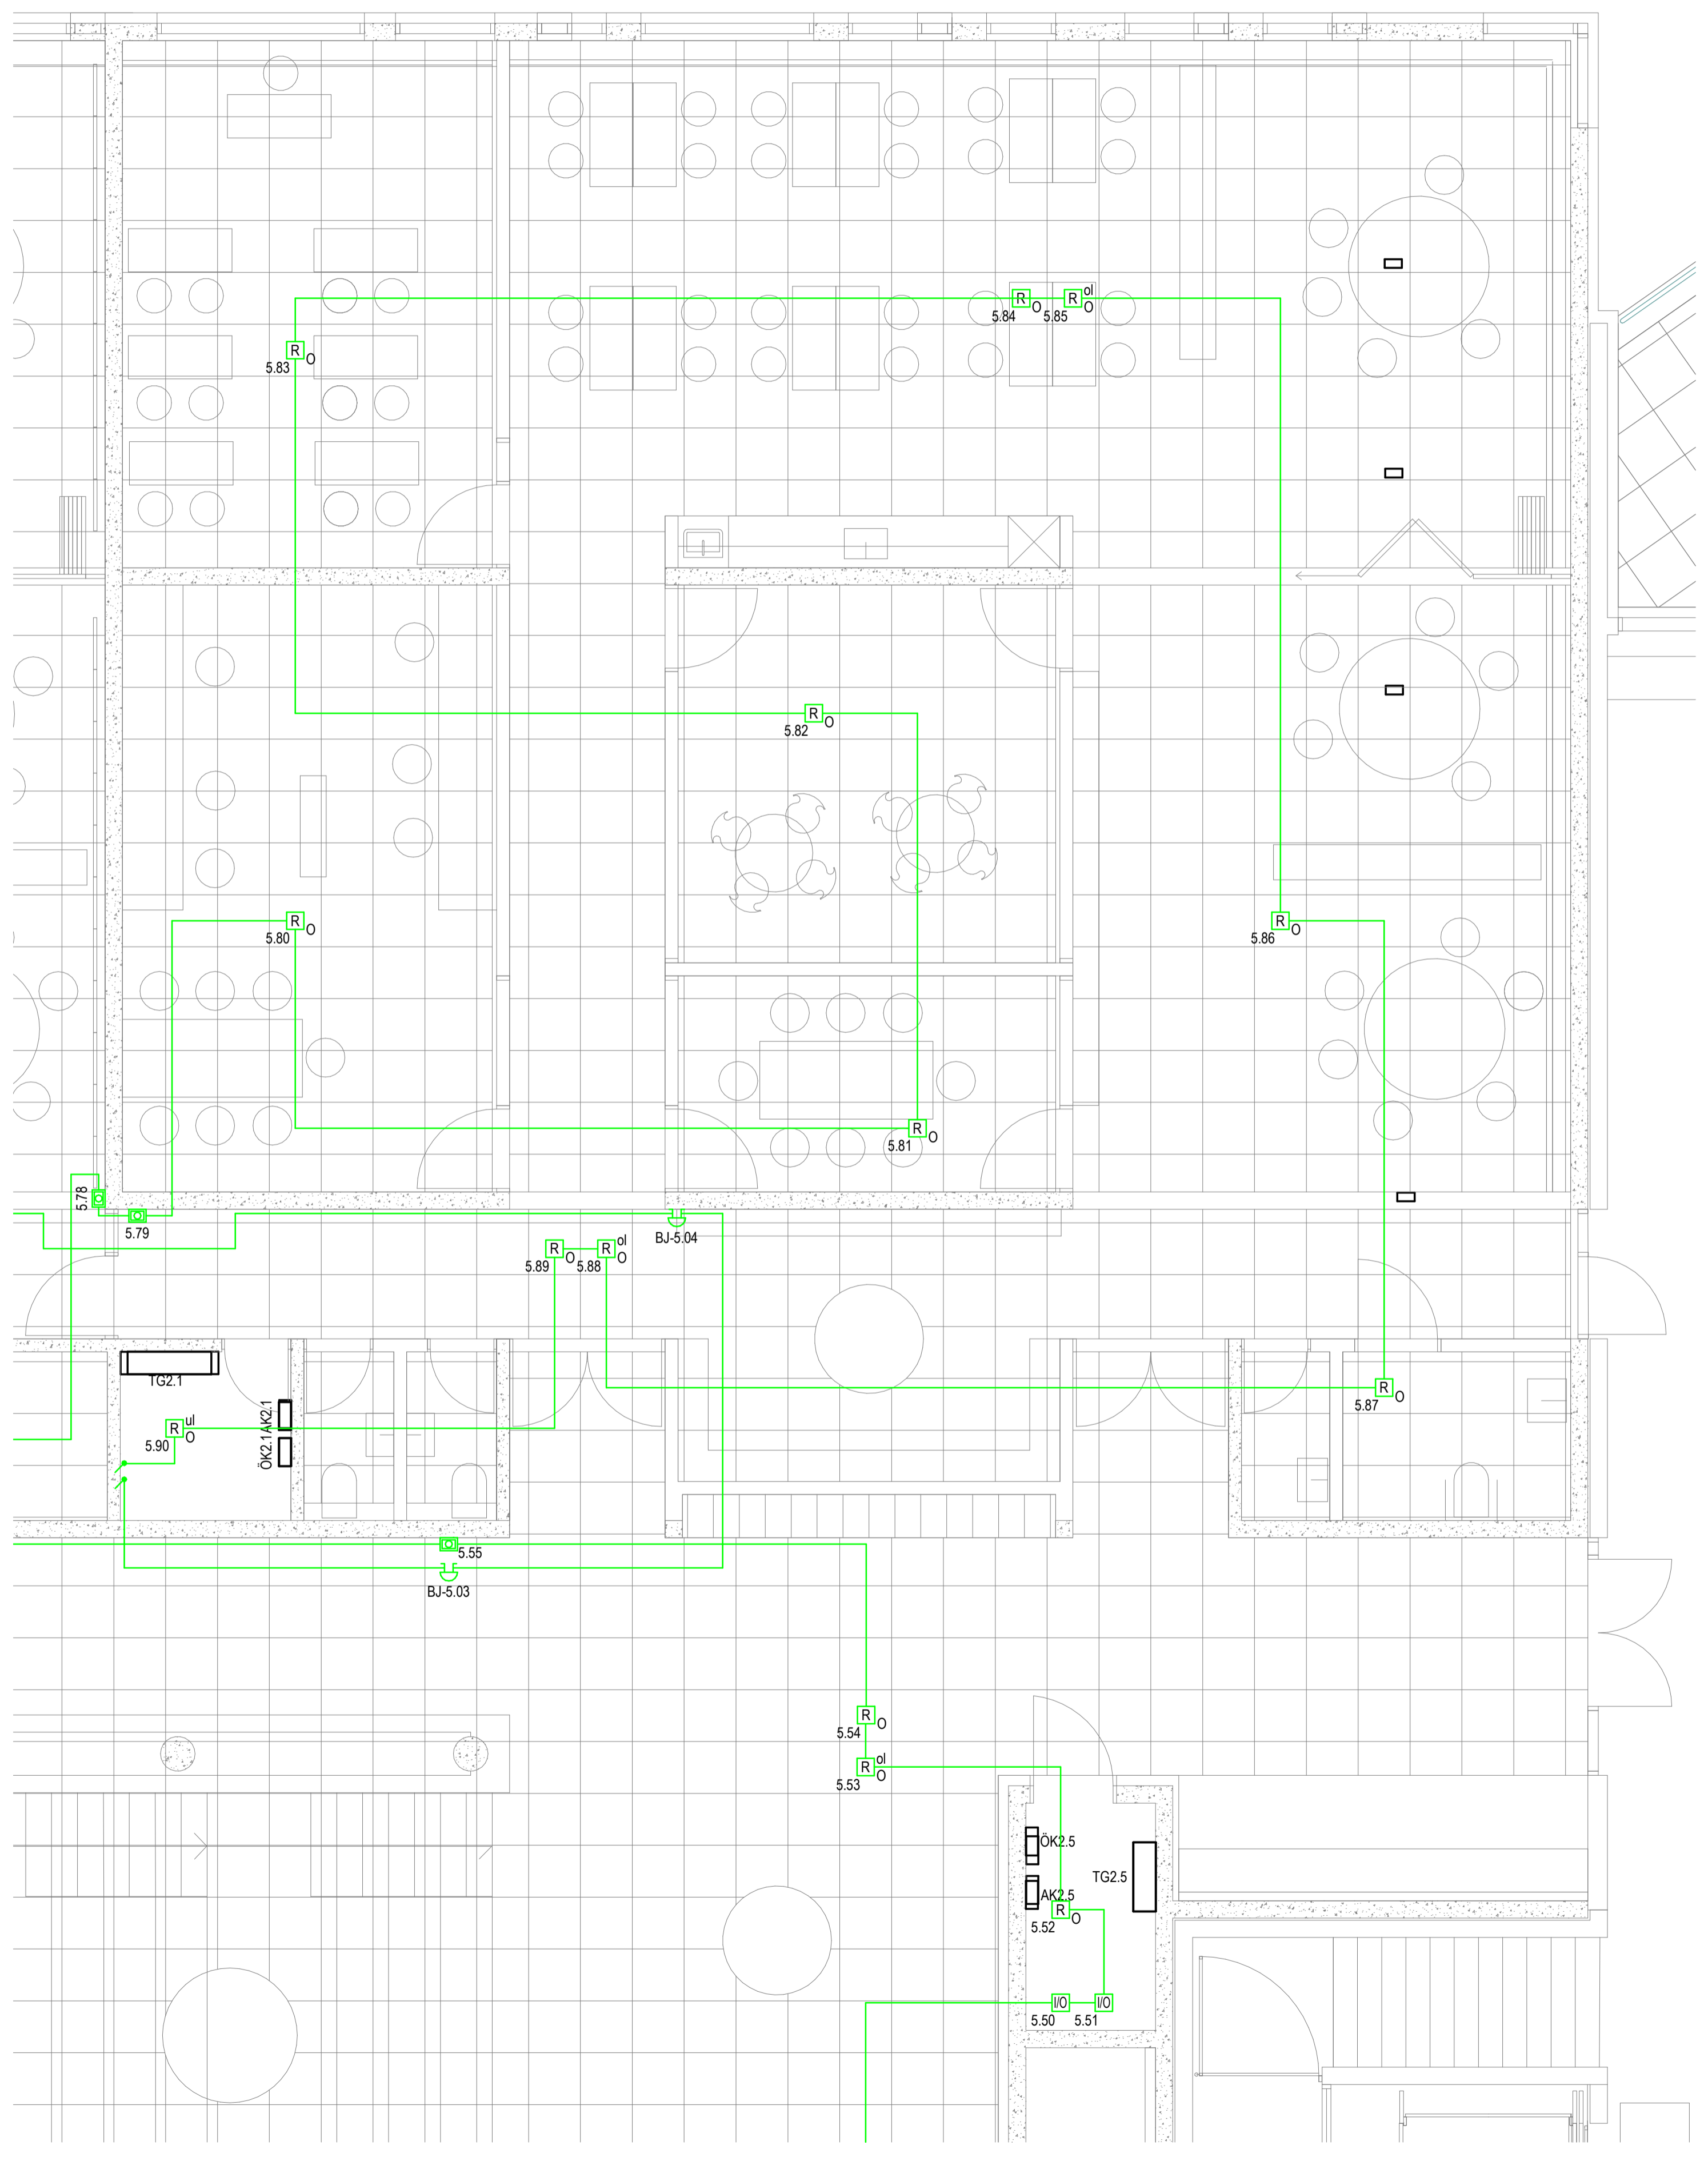 R ol
R O O
5.84 5.85
R O
5.83
R O
5.82
R O
5.80
R O
5.86
R O
5.81
5.78
5.79
BJ-5.04
R R ol
O O
5.89 5.88
TG2.1
R O
5.87
ÖK2.1 AK2.1
R ul
O
5.90
5.55
BJ-5.03
R O
5.54
R ol
O
5.53
ÖK2.5
TG2.5
AK2.5
R O
5.52
I/O I/O
5.50 5.51